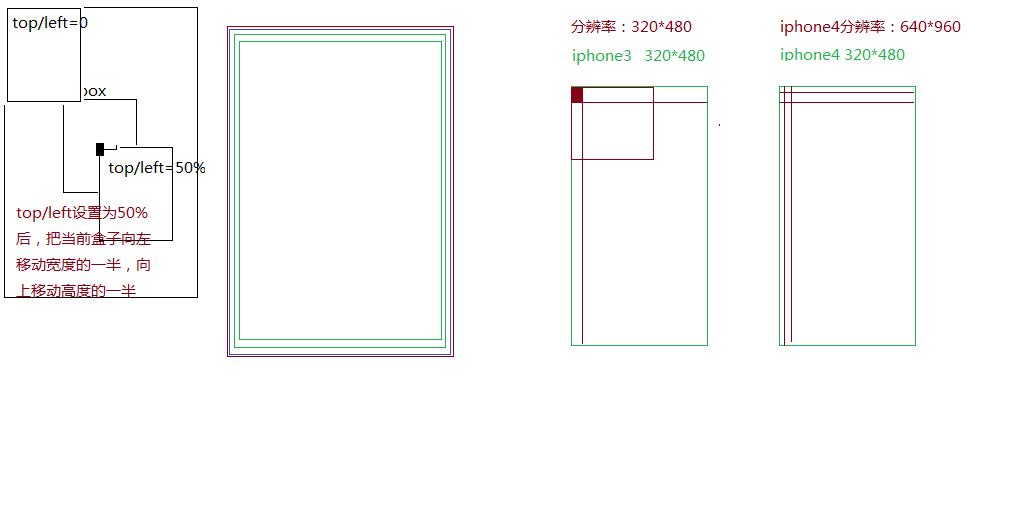 top/left=0
box
top/left=50%
top/left设置为50%
后，把当前盒子向左
移动宽度的一半，向
上移动高度的一半
分辨率：320*480
iphone3 320*480
iphone4分辨率：640*960
iphone4 320*480